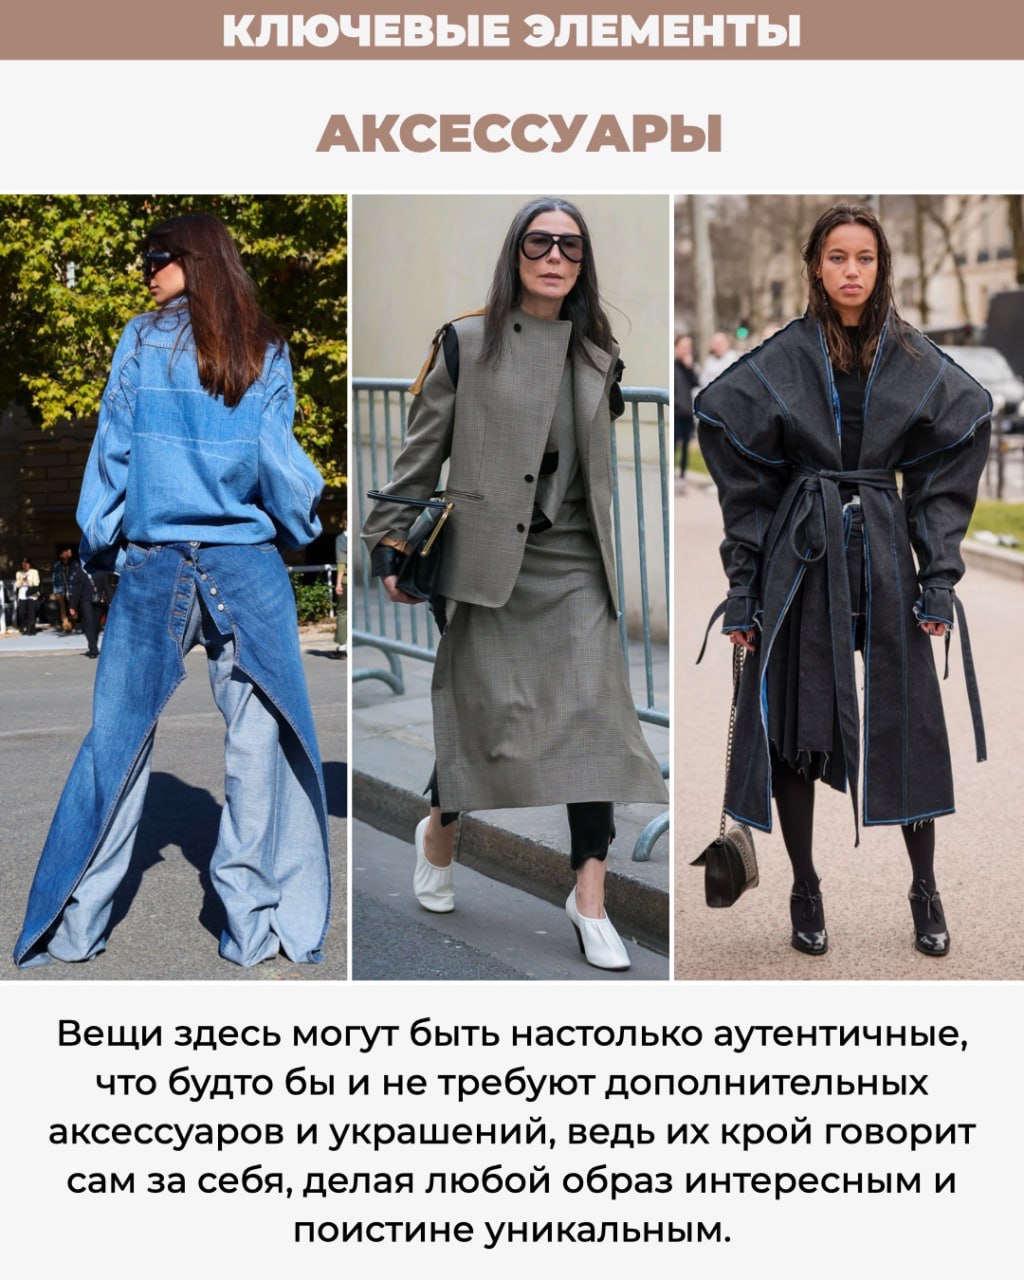 КЛЮЧЕВЫЕ ЭЛЕМЕНТЫ
АКСЕССУАРЫ
Вещи здесь могут быть настолько аутентичные,
что будто бы и не требуют дополнительных
аксессуаров и украшений, ведь их крой говорит
сам за себя, делая любой образ интересным и
поистине уникальным.